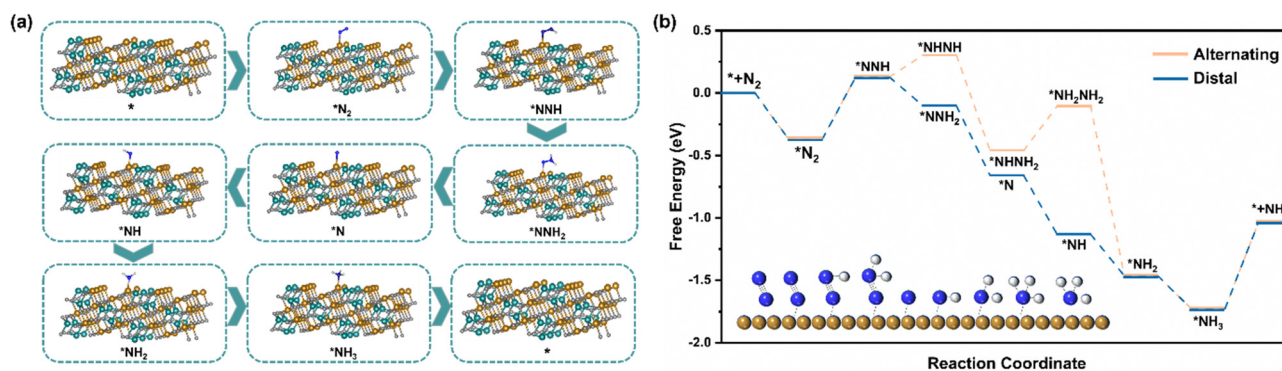 (a)
*
*N₂
*NNH
*NH
*N
*NNH₂
*NH₂
*NH₃
*
(b)
Free Energy (eV)
0.5
0.0
-0.5
-1.0
-1.5
-2.0
Alternating
Distal
*+N₂
*N₂
*NNH
*NHNH
*NNH₂
*NHNH₂
*N
*NH₂NH₂
*NH
*NH₂
*NH₃
*+NH
Reaction Coordinate